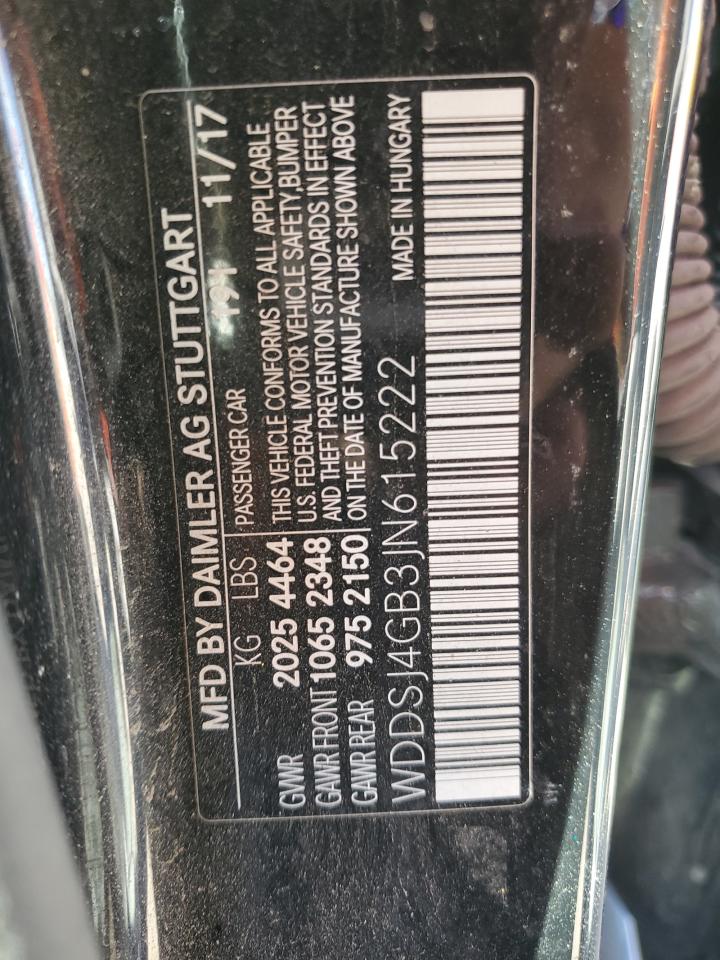 MFD BY DAIMLER AG STUTTGART
191 11/17
KG LBS PASSENGER CAR
GWR 2025 4464 THIS VEHICLE CONFORMS TO ALL APPLICABLE
U.S. FEDERAL MOTOR VEHICLE SAFETY,BUMPER
GAWR FRONT 1065 2348 AND THEFT PREVENTION STANDARDS IN EFFECT
GAWR REAR 975 2150 ON THE DATE OF MANUFACTURE SHOWN ABOVE
WDDSJ4GB3JN615222 MADE IN HUNGARY